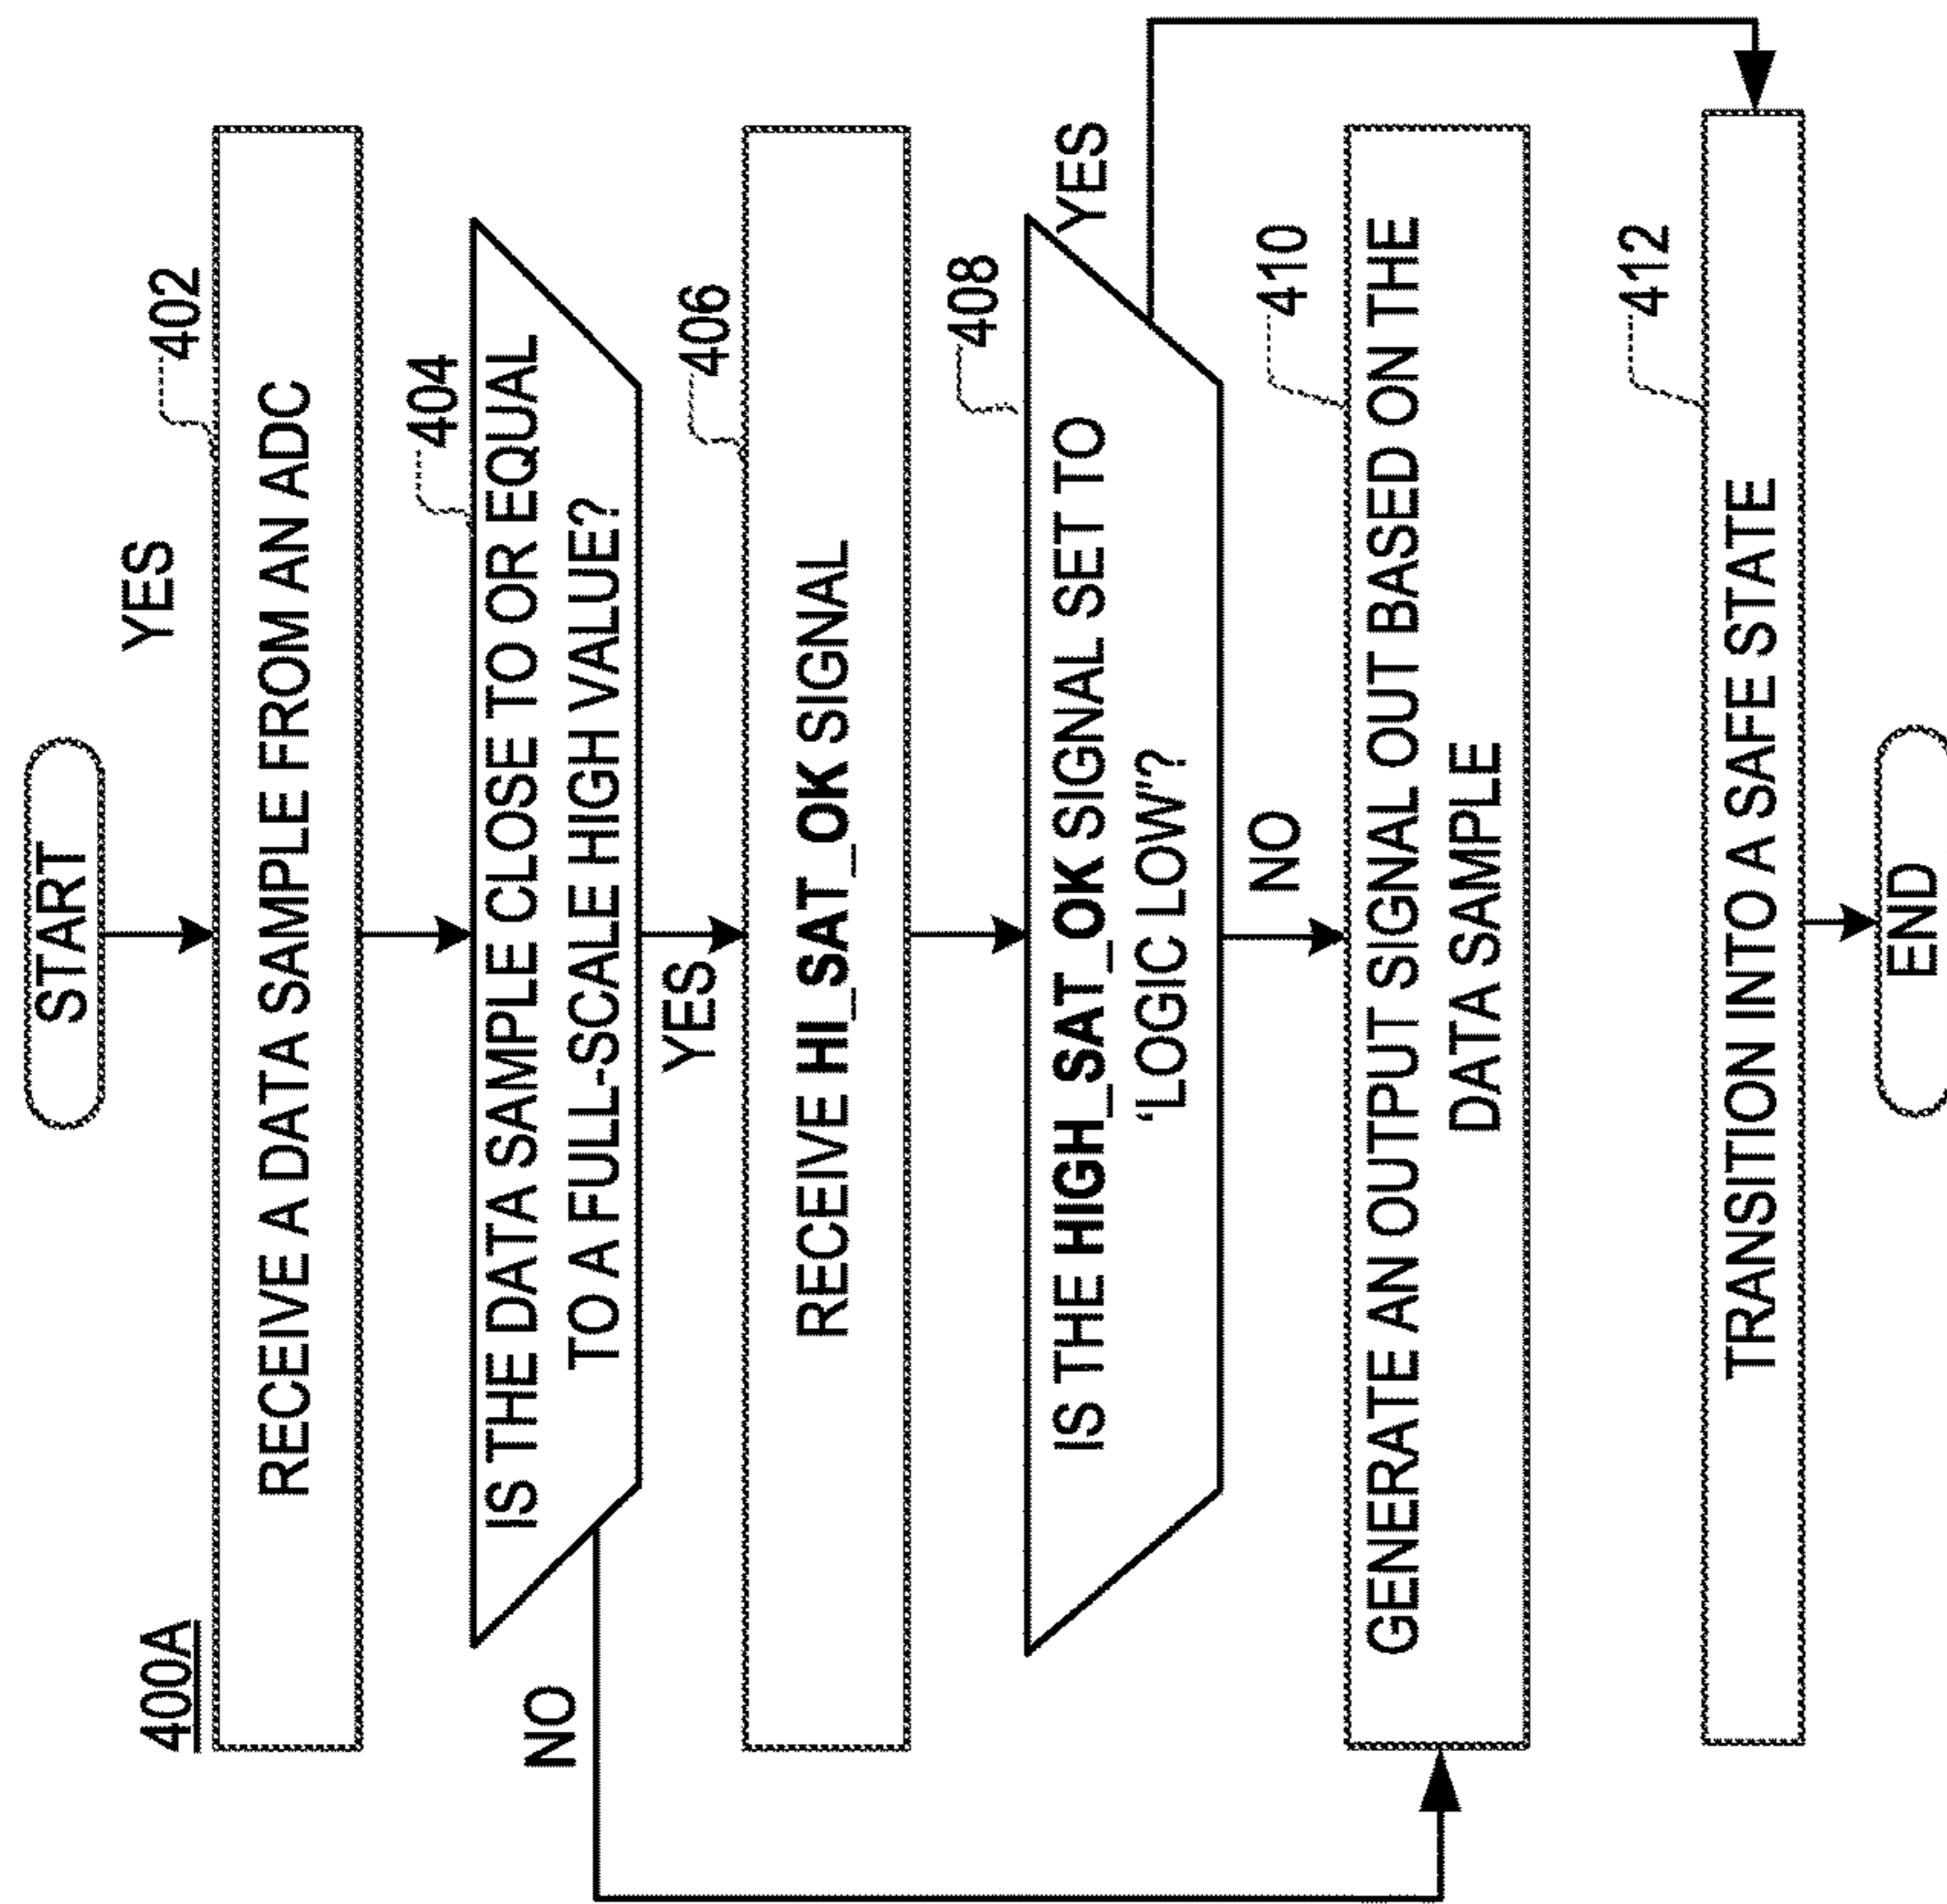 400A
START
YES
402
RECEIVE A DATA SAMPLE FROM AN ADC
404
IS THE DATA SAMPLE CLOSE TO OR EQUAL
TO A FULL-SCALE HIGH VALUE?
NO
YES
406
RECEIVE HI_SAT_OK SIGNAL
408
IS THE HIGH_SAT_OK SIGNAL SET TO
‘LOGIC LOW’?
YES
NO
410
GENERATE AN OUTPUT SIGNAL OUT BASED ON THE
DATA SAMPLE
412
TRANSITION INTO A SAFE STATE
END